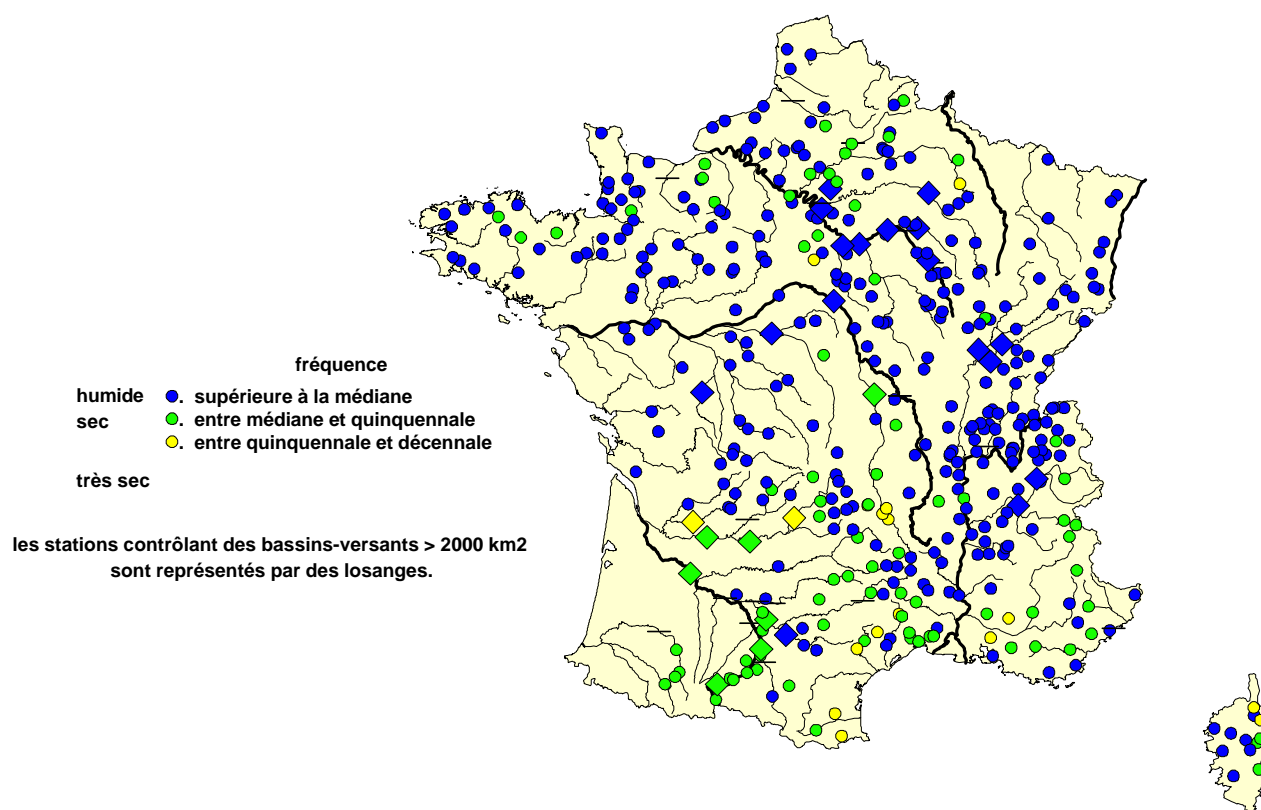 fréquence
humide . supérieure à la médiane
sec . entre médiane et quinquennale
. entre quinquennale et décennale
très sec
les stations contrôlant des bassins-versants > 2000 km2
sont représentés par des losanges.